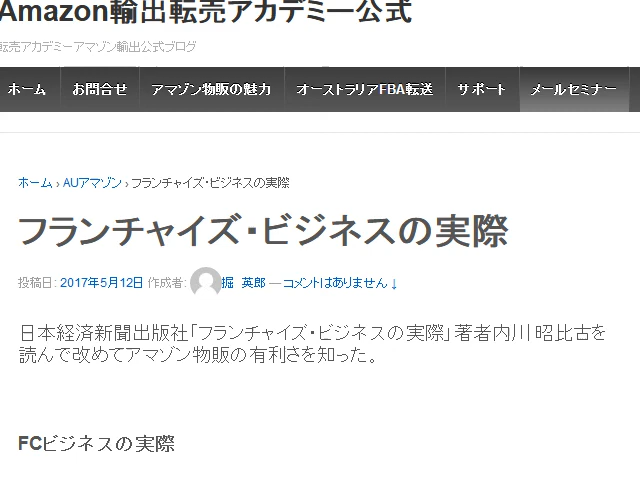 Amazon輸出転売アカデミー公式
転売アカデミーアマゾン輸出公式ブログ
ホーム お問合せ アマゾン物販の魅力 オーストラリアFBA転送 サポート メールセミナー
ホーム › AUアマゾン › フランチャイズ・ビジネスの実際
フランチャイズ・ビジネスの実際
投稿日: 2017年5月12日 作成者: 掘 英郎 — コメントはありません ↓
日本経済新聞出版社「フランチャイズ・ビジネスの実際」著者内川昭比古を
読んで改めてアマゾン物販の有利さを知った。
FCビジネスの実際